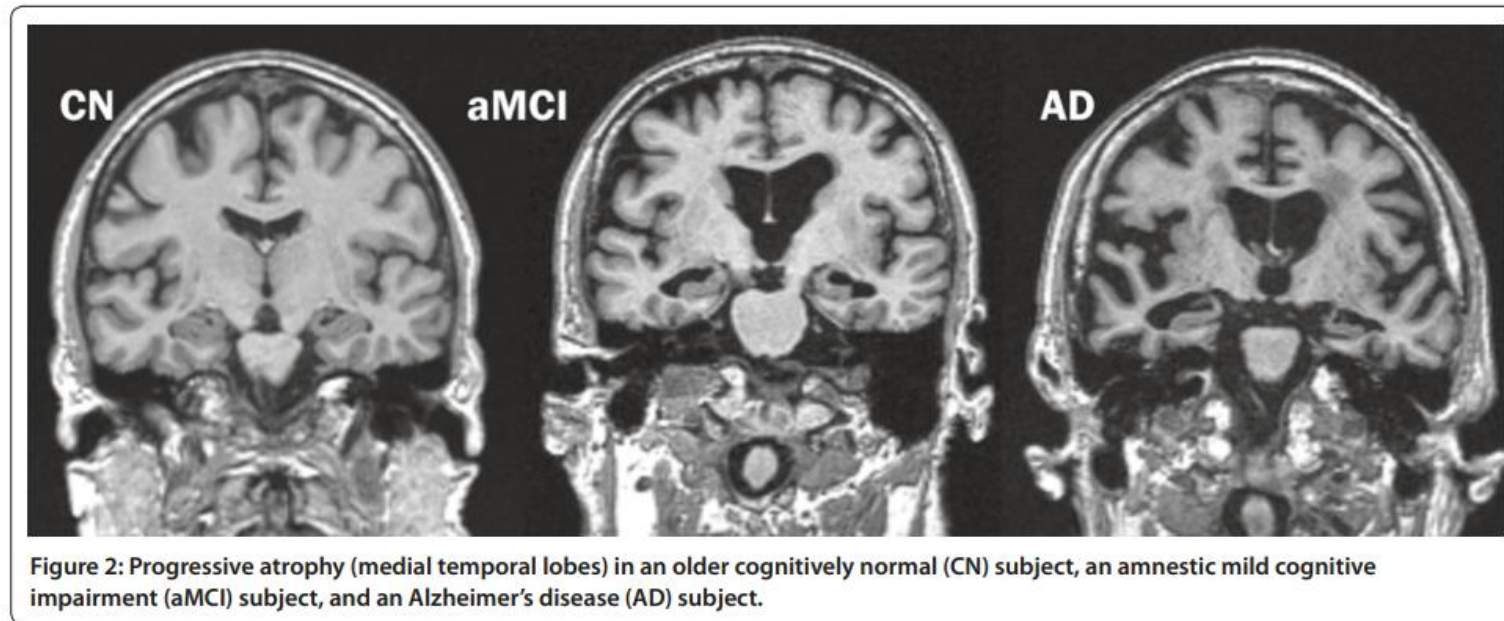 CN
aMCI
AD
Figure 2: Progressive atrophy (medial temporal lobes) in an older cognitively normal (CN) subject, an amnestic mild cognitive
impairment (aMCI) subject, and an Alzheimer's disease (AD) subject.